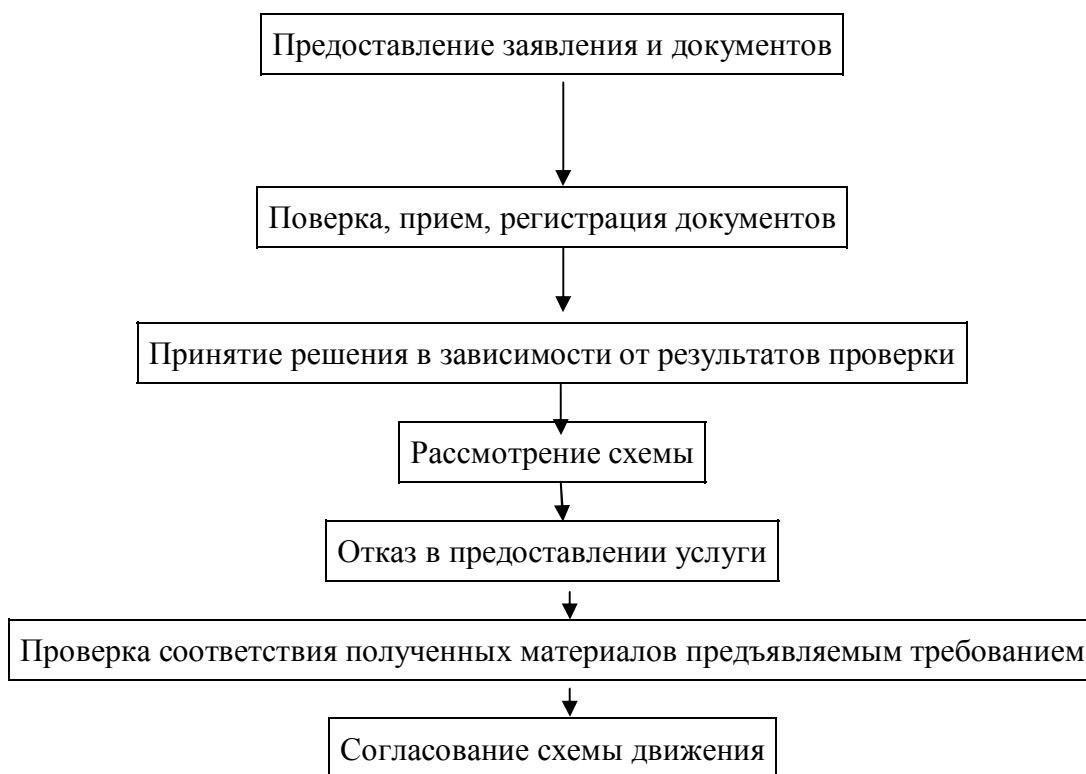 Предоставление заявления и документов
Поверка, прием, регистрация документов
Принятие решения в зависимости от результатов проверки
Рассмотрение схемы
Отказ в предоставлении услуги
Проверка соответствия полученных материалов предъявляемым требованием
Согласование схемы движения